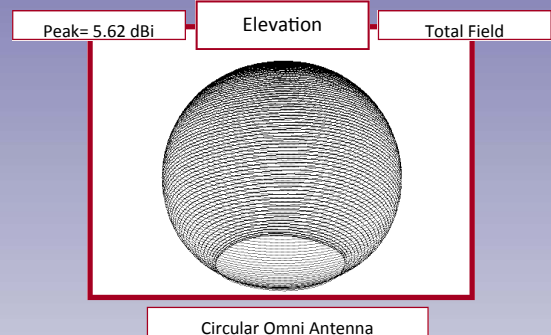 Peak= 5.62 dBi
Elevation
Total Field
Circular Omni Antenna